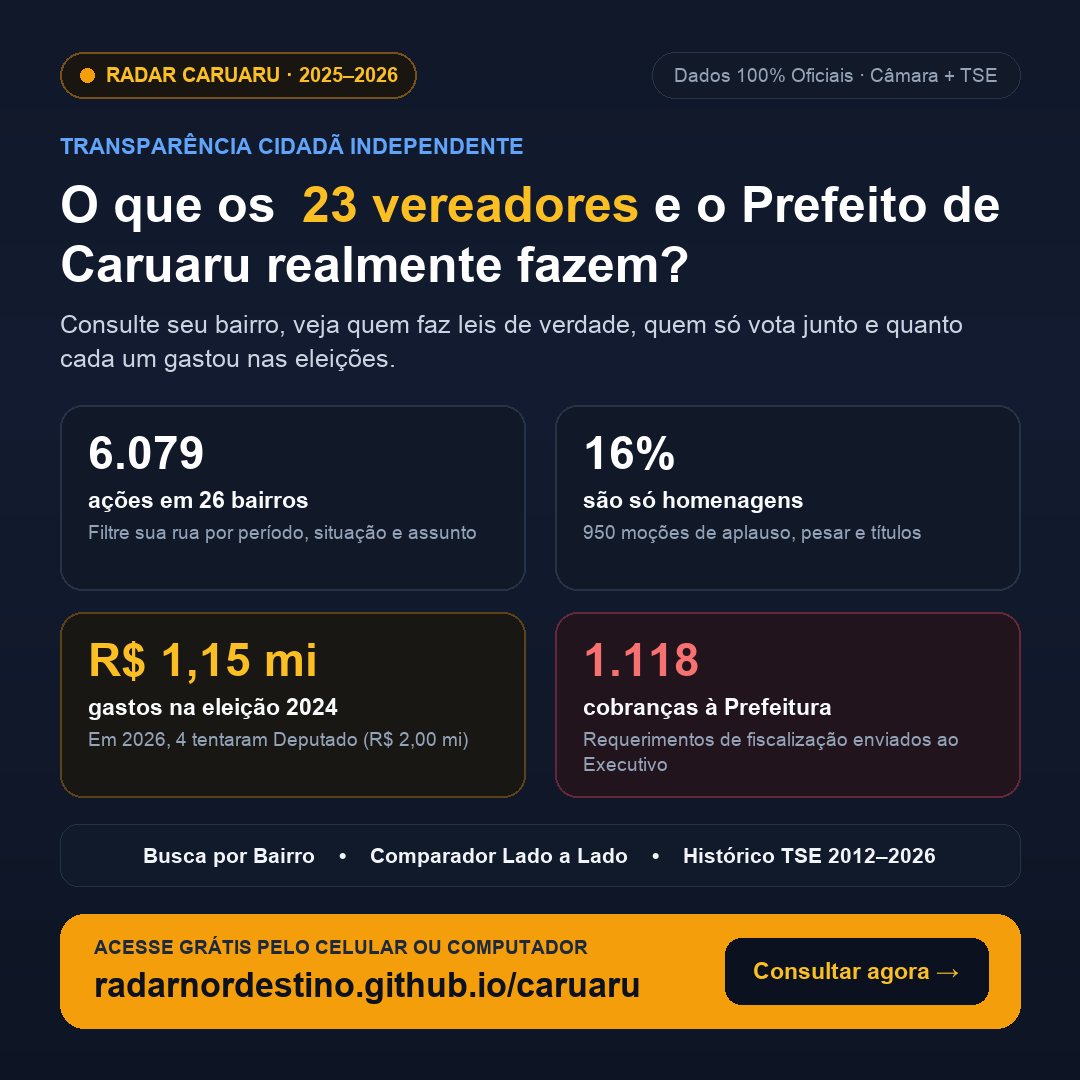 RADAR CARUARU · 2025–2026
Dados 100% Oficiais · Câmara + TSE
TRANSPARÊNCIA CIDADÃ INDEPENDENTE
O que os 23 vereadores e o Prefeito de
Caruaru realmente fazem?
Consulte seu bairro, veja quem faz leis de verdade, quem só vota junto e quanto
cada um gastou nas eleições.
6.079
ações em 26 bairros
Filtre sua rua por período, situação e assunto
16%
são só homenagens
950 moções de aplauso, pesar e títulos
R$ 1,15 mi
gastos na eleição 2024
Em 2026, 4 tentaram Deputado (R$ 2,00 mi)
1.118
cobranças à Prefeitura
Requerimentos de fiscalização enviados ao
Executivo
Busca por Bairro • Comparador Lado a Lado • Histórico TSE 2012–2026
ACESSE GRÁTIS PELO CELULAR OU COMPUTADOR
radarnordestino.github.io/caruaru
Consultar agora →